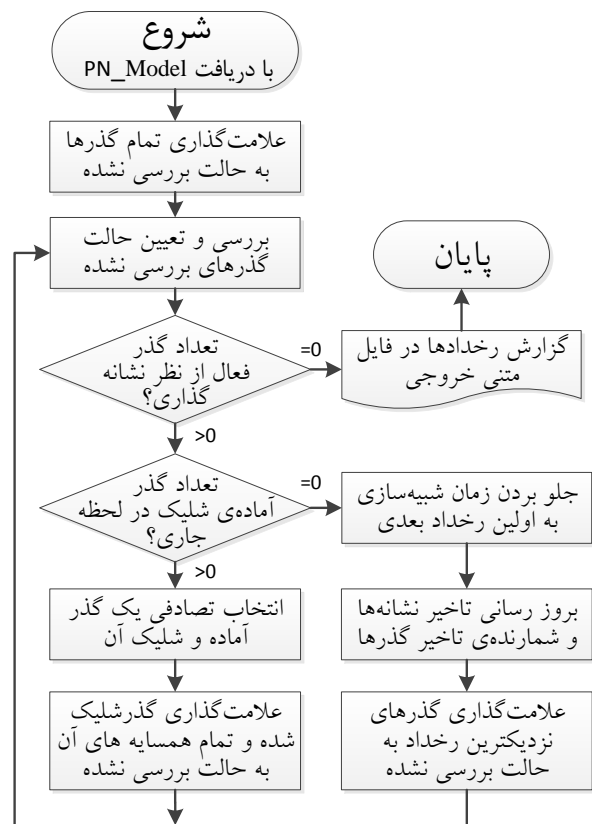 شروع
با دریافت PN_Model
علامت‌گذاری تمام گذرها
به حالت بررسی نشده
بررسی و تعیین حالت
گذرهای بررسی نشده
پایان
تعداد گذر
فعال از نظر نشانه
گذاری؟
=0
گزارش رخدادها در فایل
متنی خروجی
>0
تعداد گذر
آماده‌ی شلیک در لحظه
جاری؟
=0
جلو بردن زمان شبیه‌سازی
به اولین رخداد بعدی
>0
انتخاب تصادفی یک گذر
آماده و شلیک آن
بروز رسانی تاخیر نشانه‌ها
و شمارنده‌ی تاخیر گذرها
علامت‌گذاری گذرشلیک
شده و تمام همسایه های آن
به حالت بررسی نشده
علامت‌گذاری گذرهای
نزدیکترین رخداد به
حالت بررسی نشده